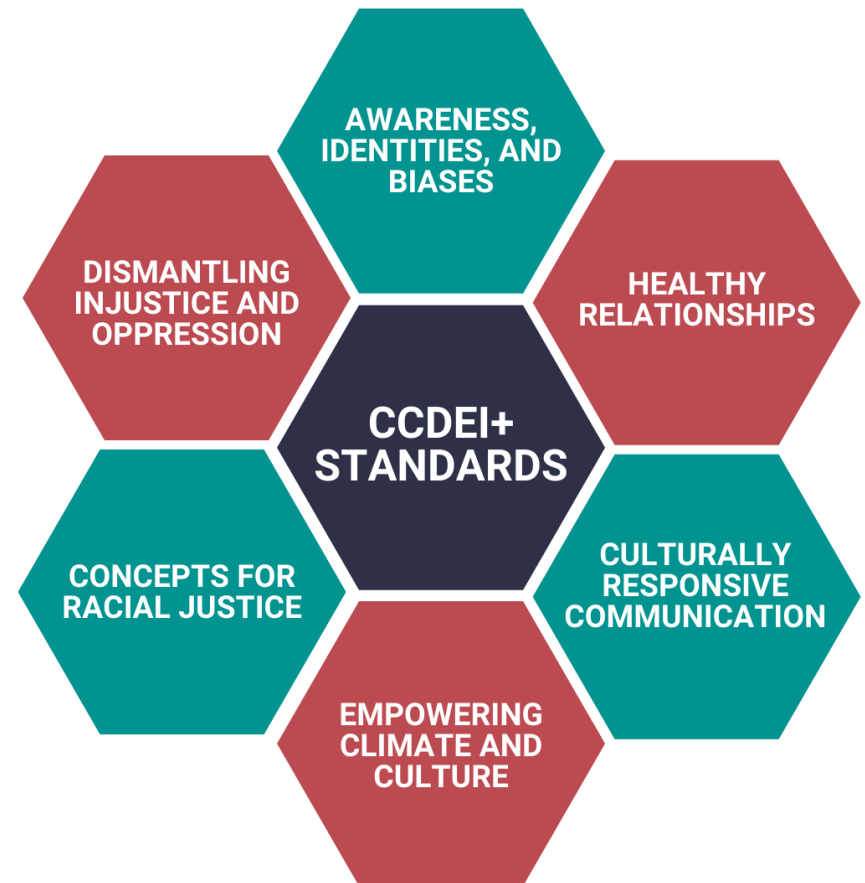 AWARENESS,
IDENTITIES, AND
BIASES
DISMANTLING
INJUSTICE AND
OPPRESSION
HEALTHY
RELATIONSHIPS
CCDEI+
STANDARDS
CONCEPTS FOR
RACIAL JUSTICE
CULTURALLY
RESPONSIVE
COMMUNICATION
EMPOWERING
CLIMATE AND
CULTURE